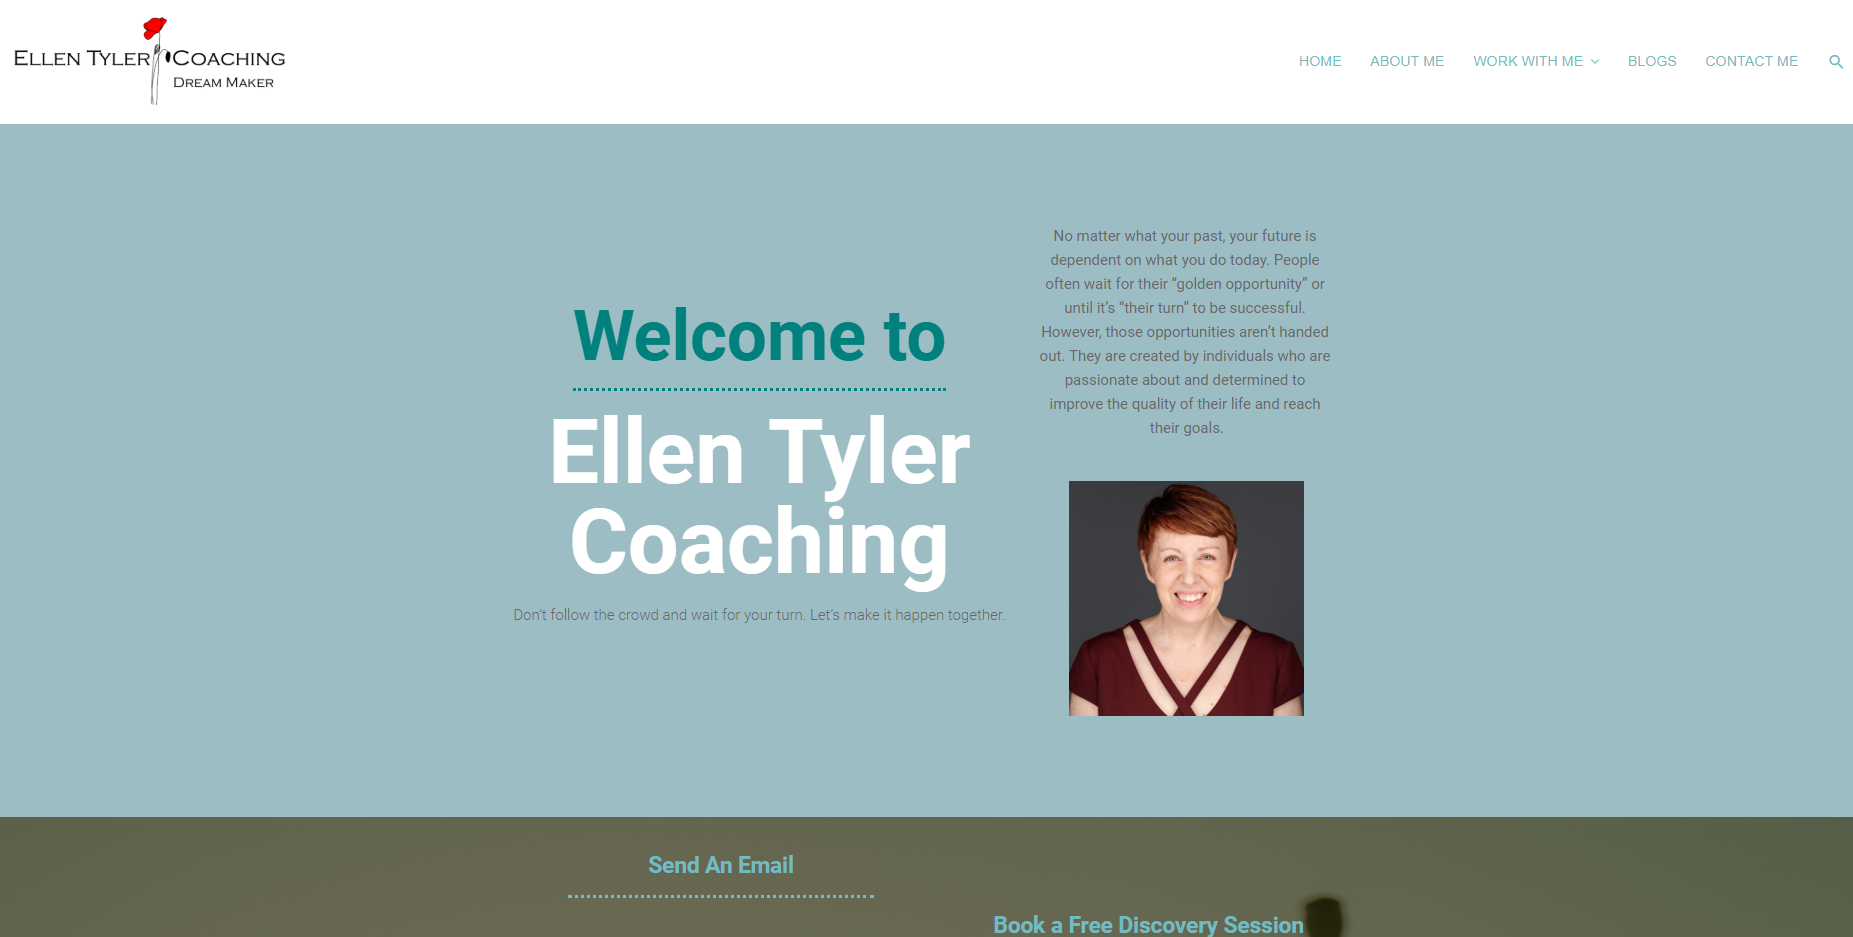 ELLEN TYLER COACHING
DREAM MAKER
HOME
ABOUT ME
WORK WITH ME
BLOGS
CONTACT ME
Welcome to
Ellen Tyler
Coaching
Don't follow the crowd and wait for your turn. Let's make it happen together.
No matter what your past, your future is
dependent on what you do today. People
often wait for their “golden opportunity” or
until it’s “their turn” to be successful.
However, those opportunities aren’t handed
out. They are created by individuals who are
passionate about and determined to
improve the quality of their life and reach
their goals.
Send An Email
Book a Free Discovery Session